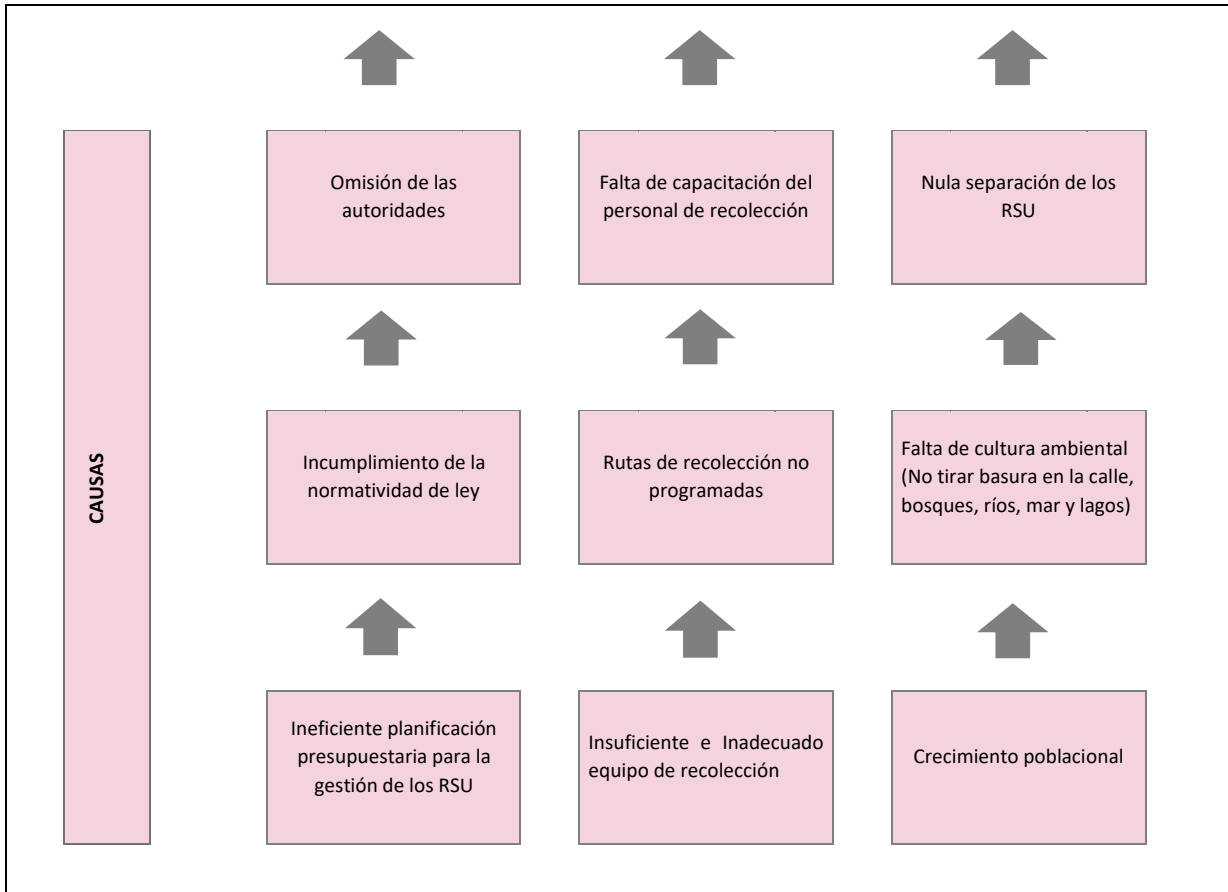 CAUSAS
Omisión de las
autoridades
Falta de capacitación del
personal de recolección
Nula separación de los
RSU
Incumplimiento de la
normatividad de ley
Rutas de recolección no
programadas
Falta de cultura ambiental
(No tirar basura en la calle,
bosques, ríos, mar y lagos)
Ineficiente planificación
presupuestaria para la
gestión de los RSU
Insuficiente e Inadecuado
equipo de recolección
Crecimiento poblacional